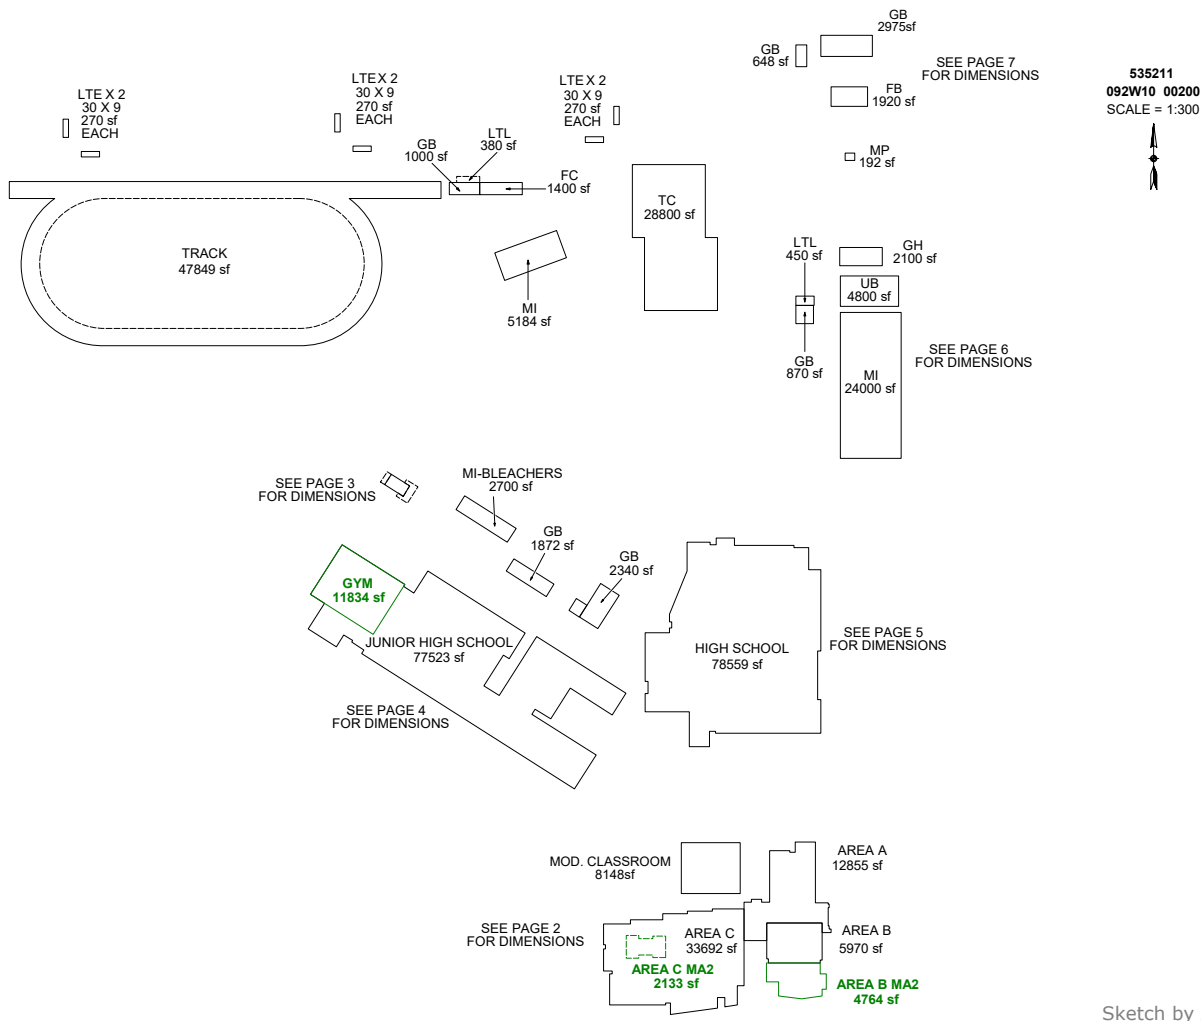 GB
2975sf
GB
648 sf
SEE PAGE 7
FOR DIMENSIONS
535211
092W10 00200
SCALE = 1:300
LTE X 2
30 X 9
270 sf
EACH
LTE X 2
30 X 9
270 sf
EACH
LTE X 2
30 X 9
270 sf
EACH
FB
1920 sf
GB
1000 sf
LTL
380 sf
FC
1400 sf
MP
192 sf
TC
28800 sf
TRACK
47849 sf
LTL
450 sf
GH
2100 sf
UB
4800 sf
MI
5184 sf
GB
870 sf
MI
24000 sf
SEE PAGE 6
FOR DIMENSIONS
SEE PAGE 3
FOR DIMENSIONS
MI-BLEACHERS
2700 sf
GB
1872 sf
GB
2340 sf
GYM
11834 sf
JUNIOR HIGH SCHOOL
77523 sf
HIGH SCHOOL
78559 sf
SEE PAGE 5
FOR DIMENSIONS
SEE PAGE 4
FOR DIMENSIONS
MOD. CLASSROOM
8148sf
AREA A
12855 sf
SEE PAGE 2
FOR DIMENSIONS
AREA C
33692 sf
AREA B
5970 sf
AREA C MA2
2133 sf
AREA B MA2
4764 sf
Sketch by